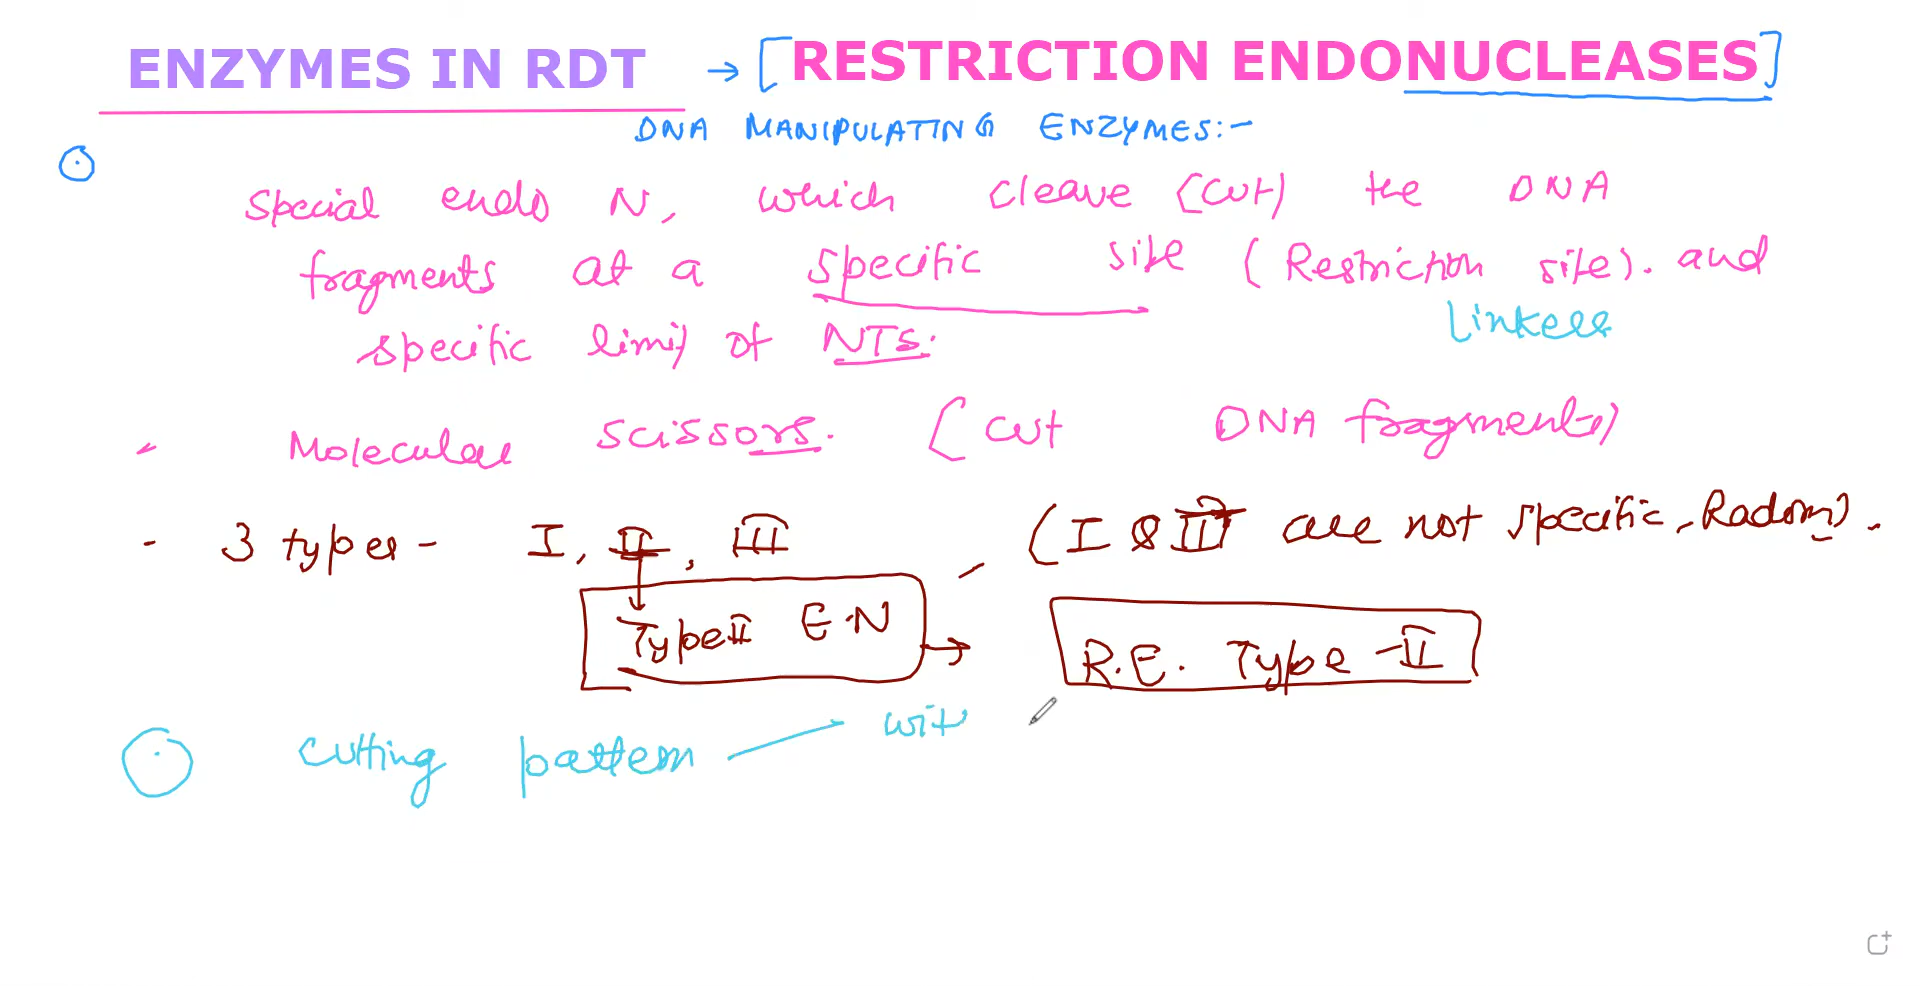 ENZYMES IN RDT → [RESTRICTION ENDONUCLEASES]
DNA MANIPULATING ENZYMES:-
Special endo N, which cleave (cut) the DNA
fragments at a specific site (Restriction site). and
Linkers
specific limit of NTS.
Molecular scissors. (cut DNA fragments)
- 3 types - I, II, III (I & III are not specific, Radom).
Type II E.N → R.E. Type -II
cutting pattern — wit